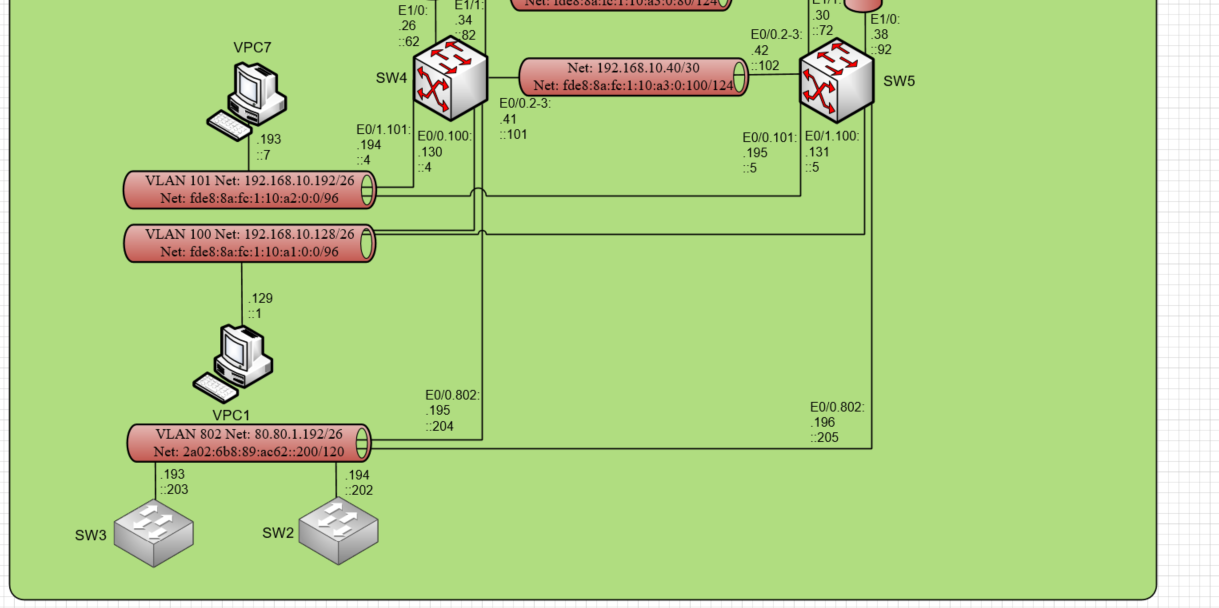 Net: fde8:8a:fc:1:10:a3:0:80/124
E1/0:
.26
::62
E1/1:
.34
::82
E1/1:
.30
::72
E1/0:
.38
::92
VPC7
SW4
Net: 192.168.10.40/30
Net: fde8:8a:fc:1:10:a3:0:100/124
E0/0.2-3:
.42
::102
SW5
E0/0.2-3:
.41
::101
.193
::7
E0/1.101:
.194
::4
E0/0.100:
.130
::4
E0/0.101:
.195
::5
E0/1.100:
.131
::5
VLAN 101 Net: 192.168.10.192/26
Net: fde8:8a:fc:1:10:a2:0:0/96
VLAN 100 Net: 192.168.10.128/26
Net: fde8:8a:fc:1:10:a1:0:0/96
.129
::1
VPC1
E0/0.802:
.195
::204
E0/0.802:
.196
::205
VLAN 802 Net: 80.80.1.192/26
Net: 2a02:6b8:89:ac62::200/120
.193
::203
.194
::202
SW3
SW2